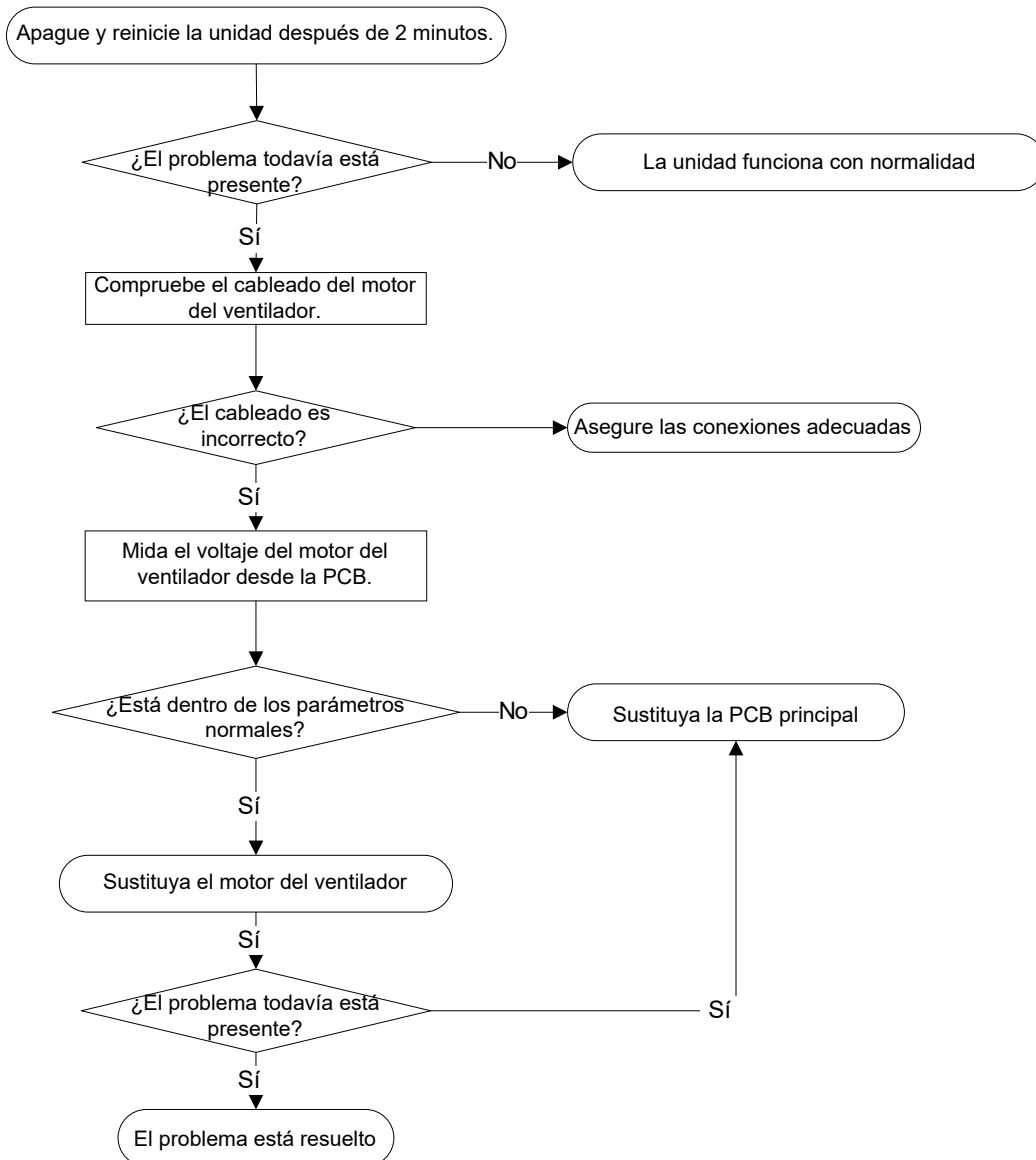 Apague y reinicie la unidad después de 2 minutos.
¿El problema todavía está
presente?
No
La unidad funciona con normalidad
Sí
Compruebe el cableado del motor
del ventilador.
¿El cableado es
incorrecto?
Asegure las conexiones adecuadas
Sí
Mida el voltaje del motor del
ventilador desde la PCB.
¿Está dentro de los parámetros
normales?
No
Sustituya la PCB principal
Sí
Sustituya el motor del ventilador
Sí
¿El problema todavía está
presente?
Sí
Sí
El problema está resuelto